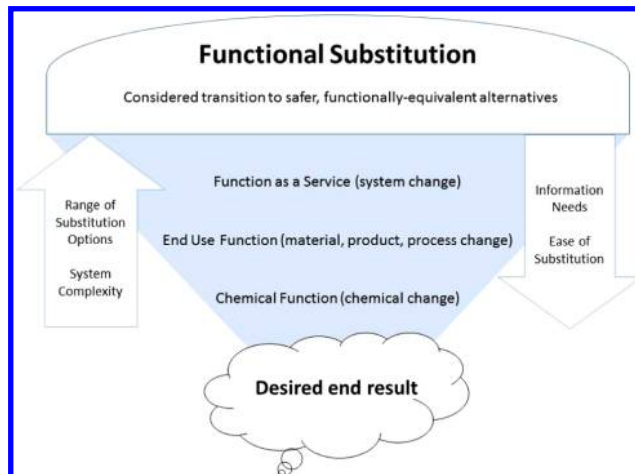 Functional Substitution
Considered transition to safer, functionally-equivalent alternatives
Function as a Service (system change)
End Use Function (material, product, process change)
Chemical Function (chemical change)
Range of
Substitution
Options
System
Complexity
Information
Needs
Ease of
Substitution
Desired end result